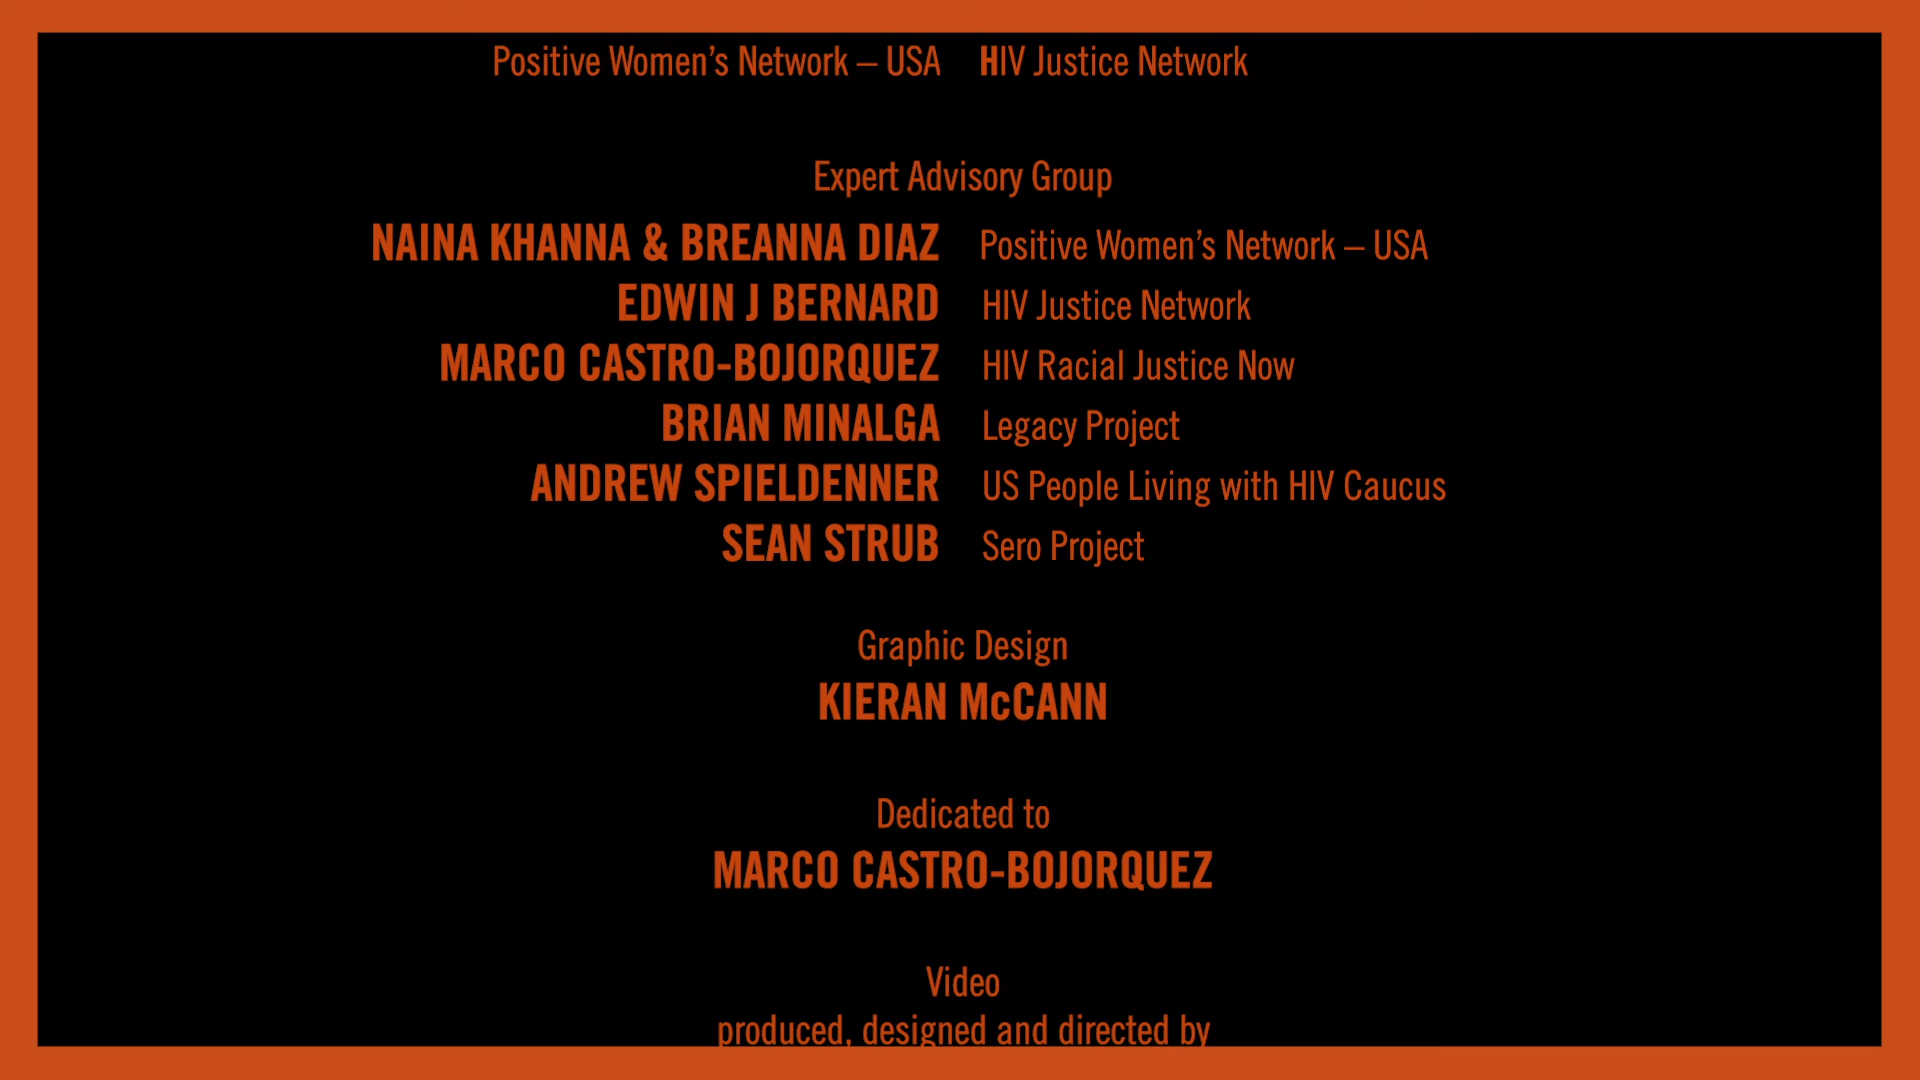 Positive Women’s Network – USA HIV Justice Network
Expert Advisory Group
NAINA KHANNA & BREANNA DIAZ Positive Women’s Network – USA
EDWIN J BERNARD HIV Justice Network
MARCO CASTRO-BOJORQUEZ HIV Racial Justice Now
BRIAN MINALGA Legacy Project
ANDREW SPIELDENNER US People Living with HIV Caucus
SEAN STRUB Sero Project
Graphic Design
KIERAN McCANN
Dedicated to
MARCO CASTRO-BOJORQUEZ
Video
produced, designed and directed by